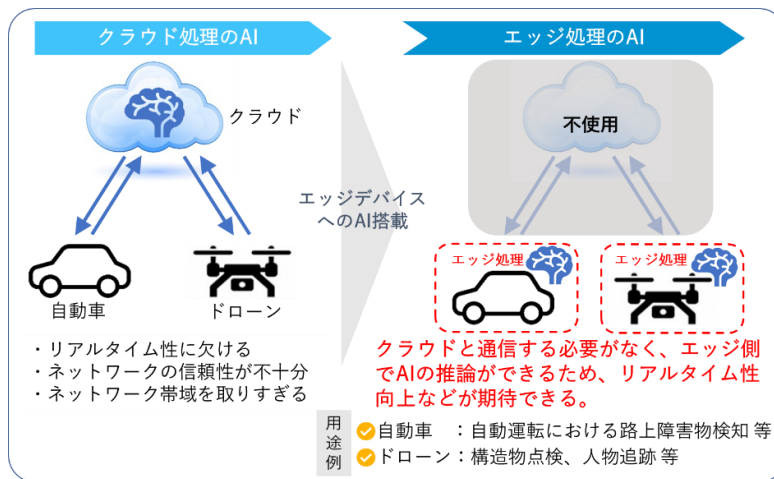 クラウド処理のAI
エッジ処理のAI
クラウド
不使用
エッジデバイス
へのAI搭載
エッジ処理
エッジ処理
自動車
ドローン
・リアルタイム性に欠ける
・ネットワークの信頼性が不十分
・ネットワーク帯域を取りすぎる
クラウドと通信する必要がなく、エッジ側
でAIの推論ができるため、リアルタイム性
向上などが期待できる。
用途例
自動車　：自動運転における路上障害物検知 等
ドローン：構造物点検、人物追跡 等